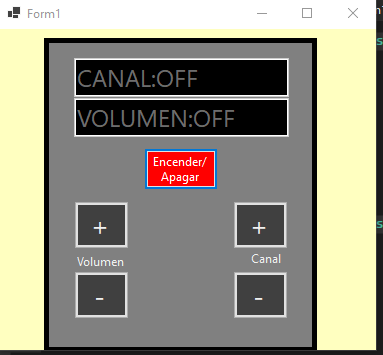 Form1
CANAL:OFF
VOLUMEN:OFF
Encender/
Apagar
+ +
Volumen Canal
- -